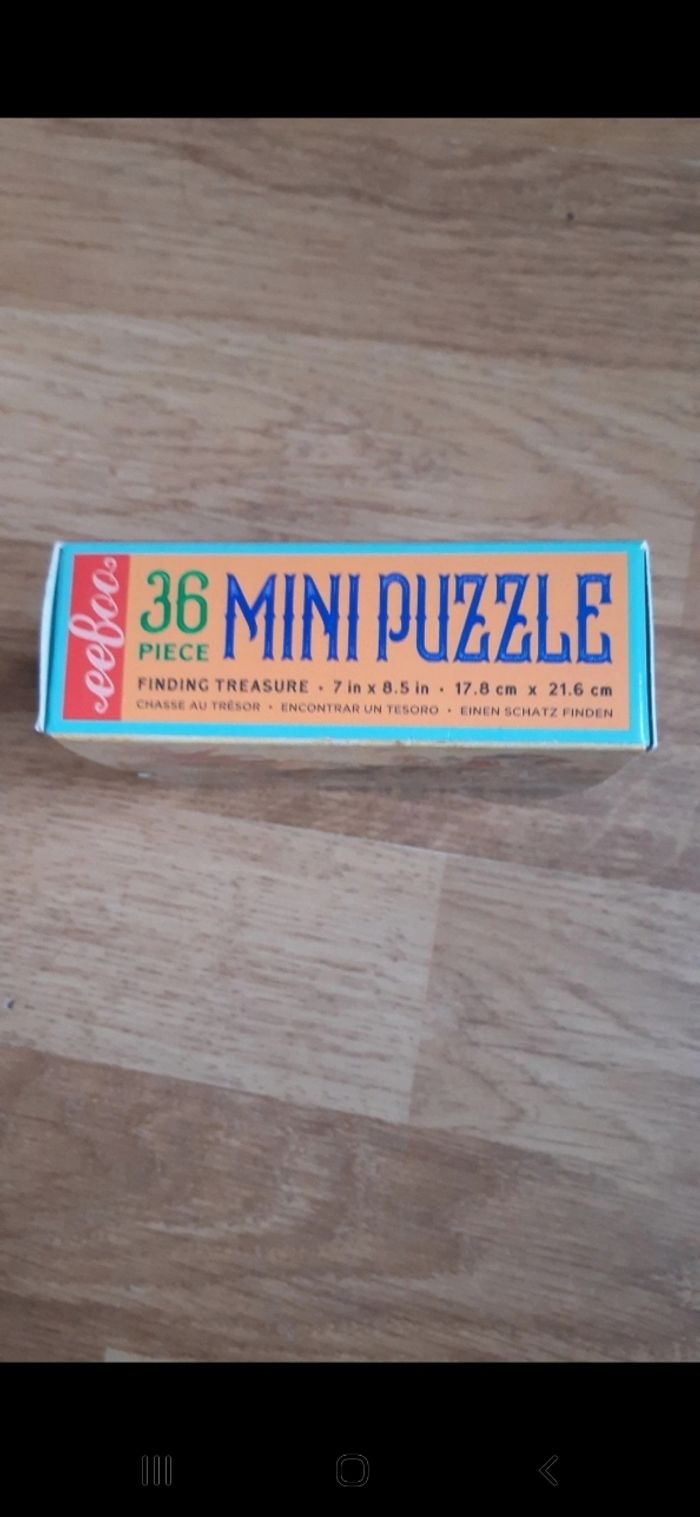 eeboo
36 MINI PUZZLE
PIECE
FINDING TREASURE • 7 in x 8.5 in • 17.8 cm x 21.6 cm
CHASSE AU TRÉSOR • ENCONTRAR UN TESORO • EINEN SCHATZ FINDEN